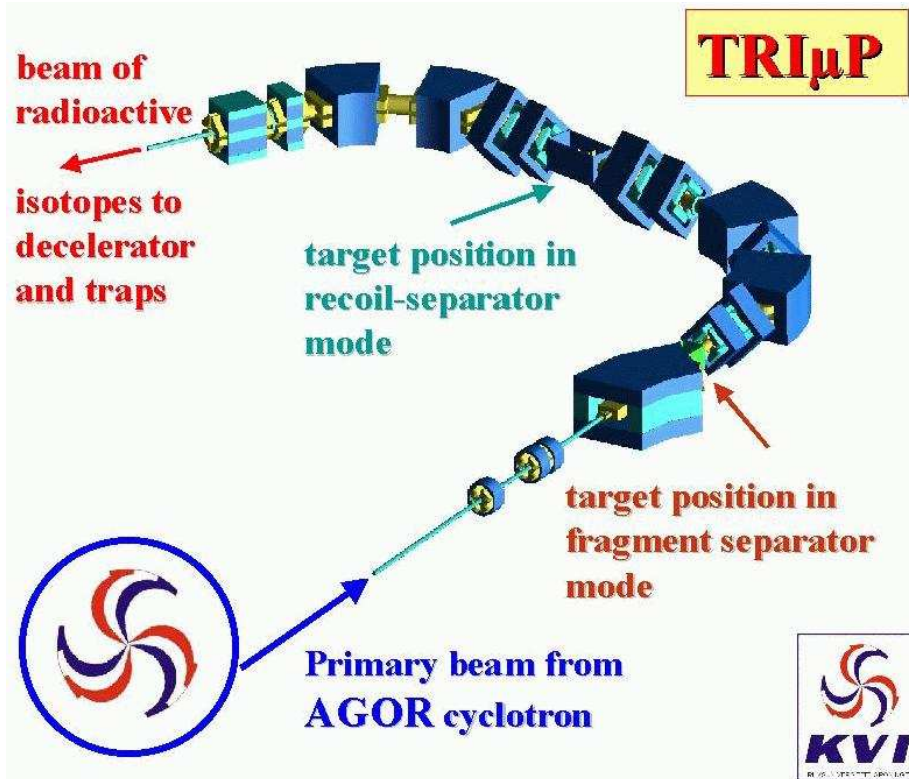 TRIμP
beam of
radioactive
isotopes to
decelerator
and traps
target position in
recoil-separator
mode
target position in
fragment separator
mode
Primary beam from
AGOR cyclotron
KVI